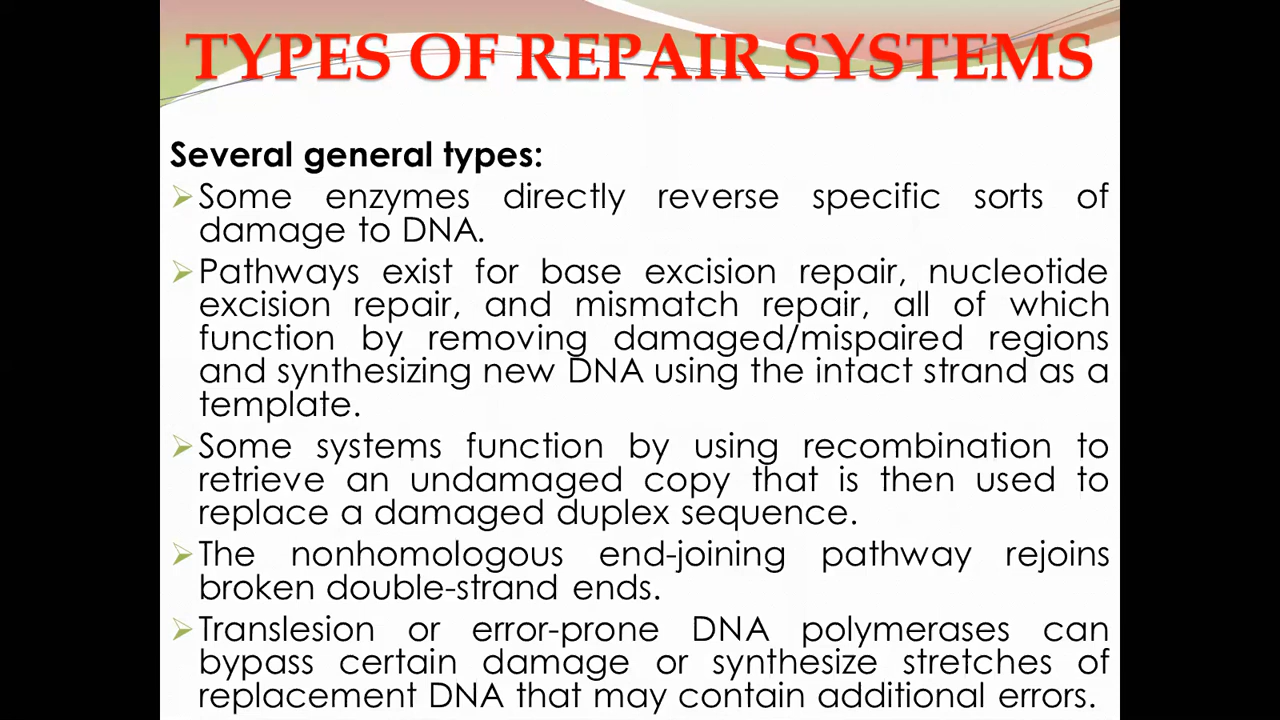 TYPES OF REPAIR SYSTEMS
Several general types:
➢Some enzymes directly reverse specific sorts of
damage to DNA.
➢Pathways exist for base excision repair, nucleotide
excision repair, and mismatch repair, all of which
function by removing damaged/mispaired regions
and synthesizing new DNA using the intact strand as a
template.
➢Some systems function by using recombination to
retrieve an undamaged copy that is then used to
replace a damaged duplex sequence.
➢The nonhomologous end-joining pathway rejoins
broken double-strand ends.
➢Translesion or error-prone DNA polymerases can
bypass certain damage or synthesize stretches of
replacement DNA that may contain additional errors.